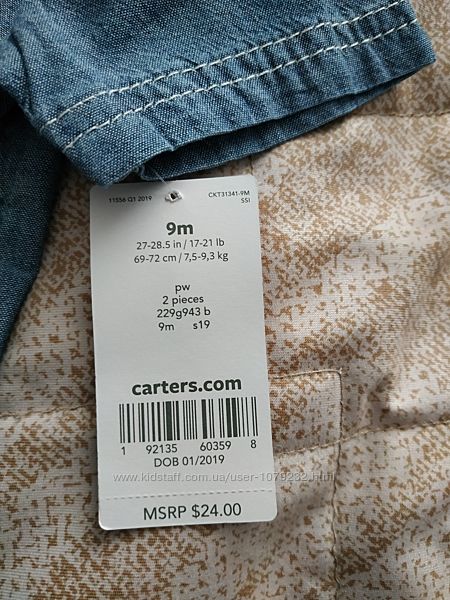 11556 Q1 2019
CKT31341-9M
SSI
9m
27-28.5 in / 17-21 lb
69-72 cm / 7,5-9,3 kg
pw
2 pieces
229g943 b
9m s19
carters.com
1 92135 60359 8
DOB 01/2019
www.kidstaff.com.ua/user-1079232.html
MSRP $24.00